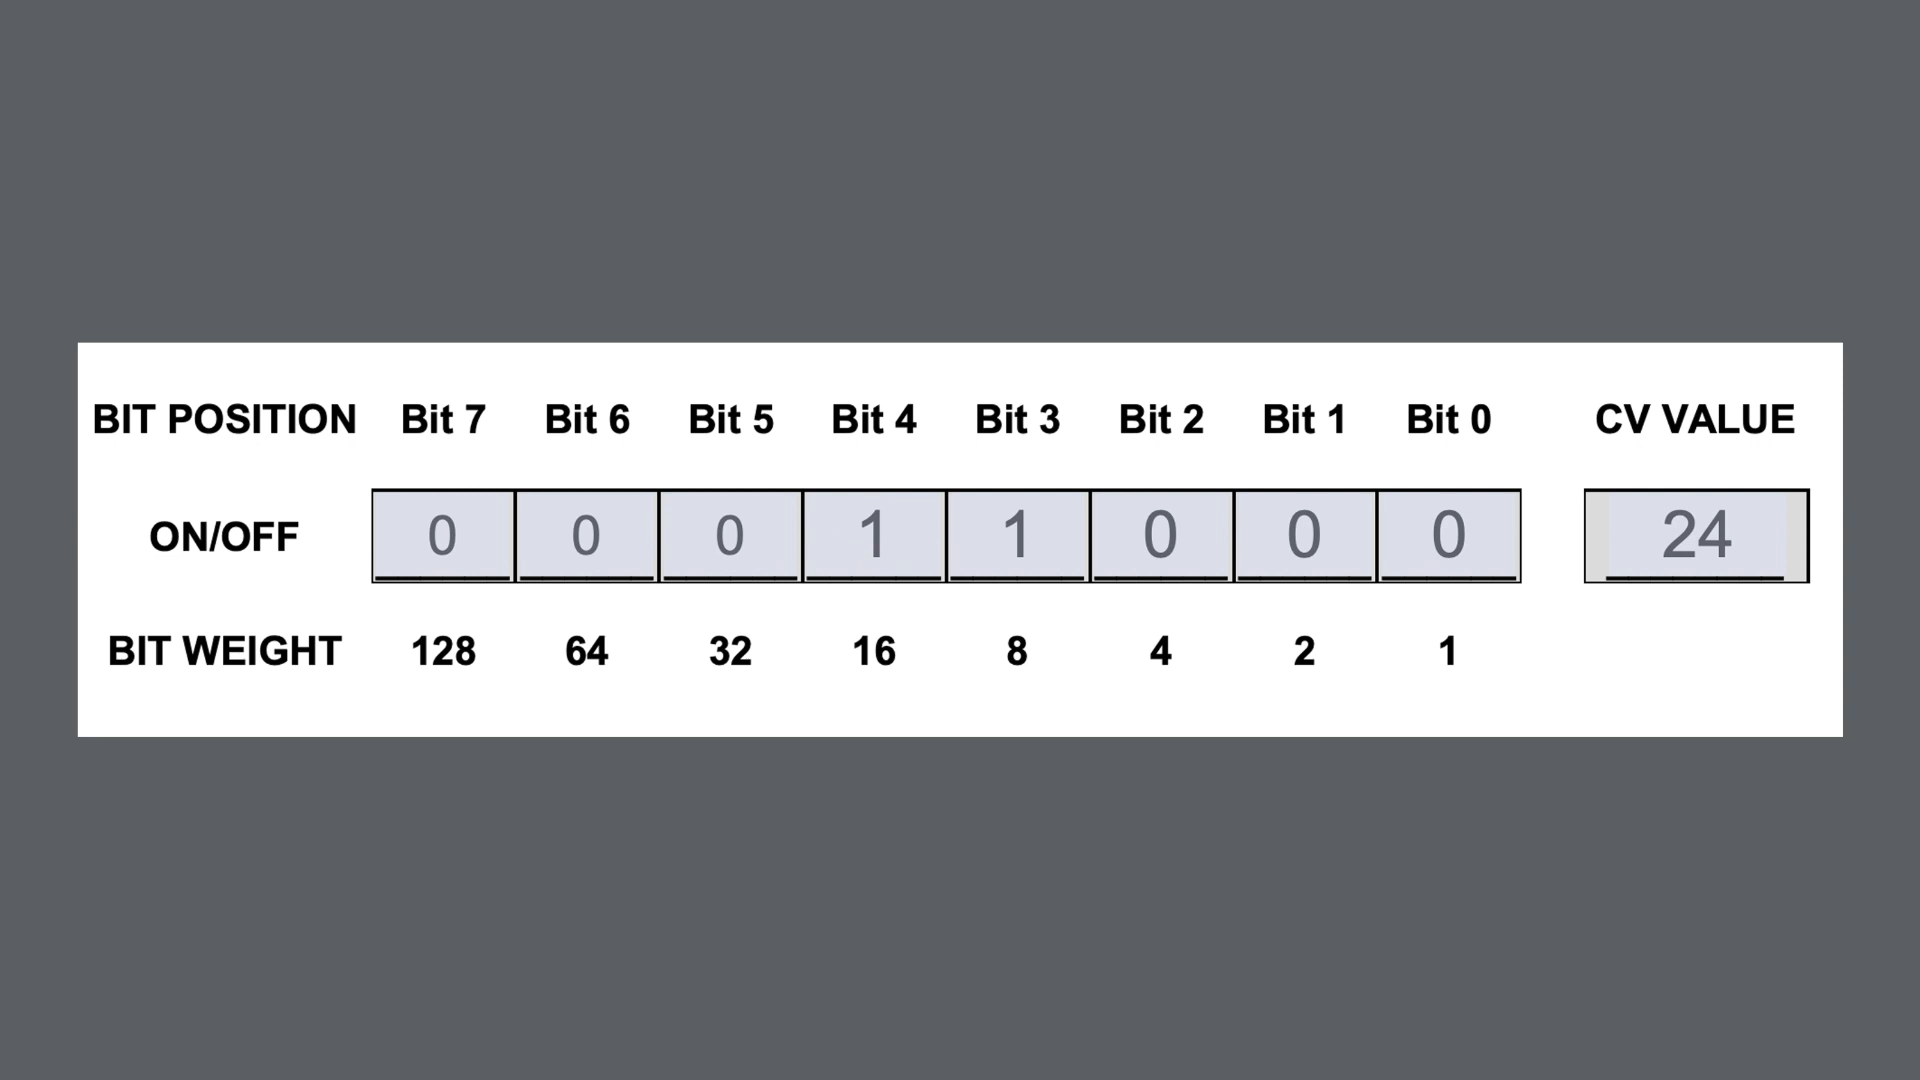 BIT POSITION Bit 7 Bit 6 Bit 5 Bit 4 Bit 3 Bit 2 Bit 1 Bit 0 CV VALUE
ON/OFF 0 0 0 1 1 0 0 0 24
BIT WEIGHT 128 64 32 16 8 4 2 1